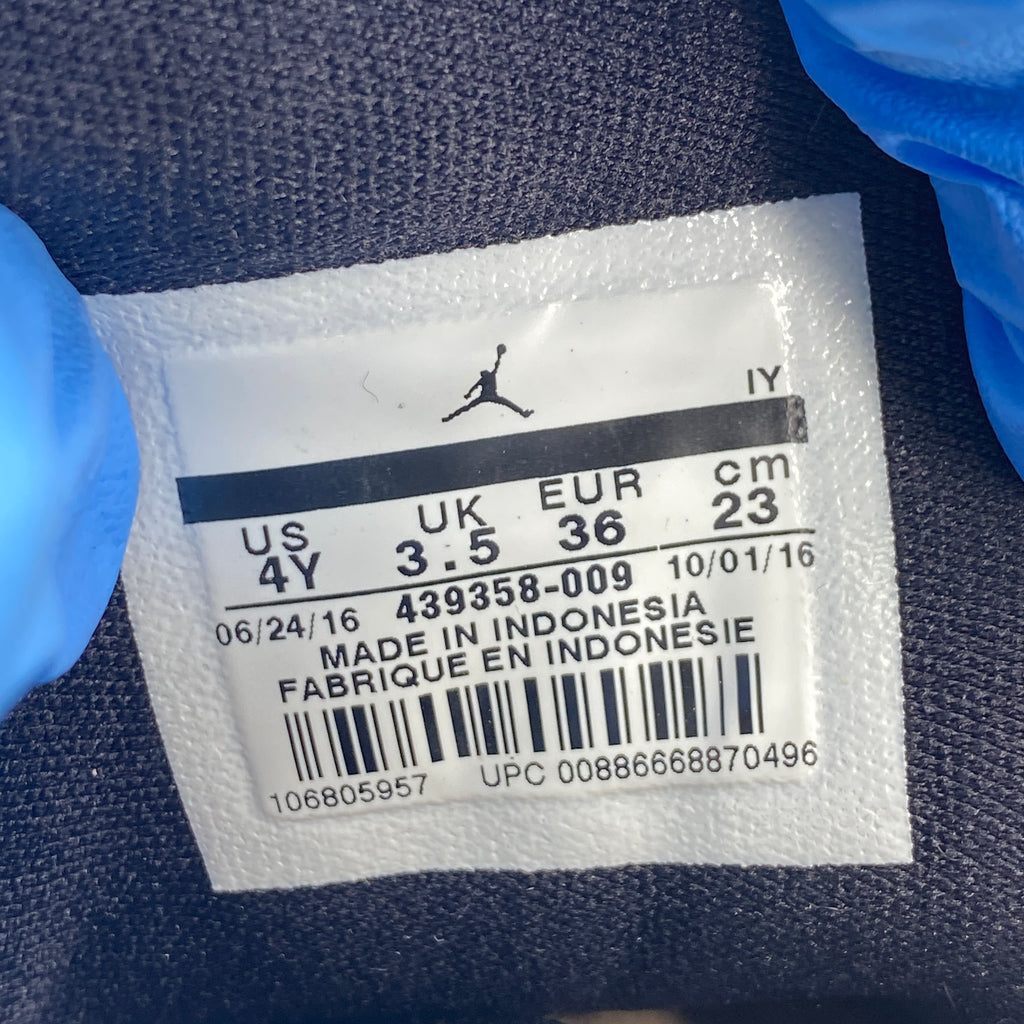 IY
US UK EUR cm
4Y 3.5 36 23
06/24/16 439358-009 10/01/16
MADE IN INDONESIA
FABRIQUE EN INDONESIE
106805957 UPC 00886668870496